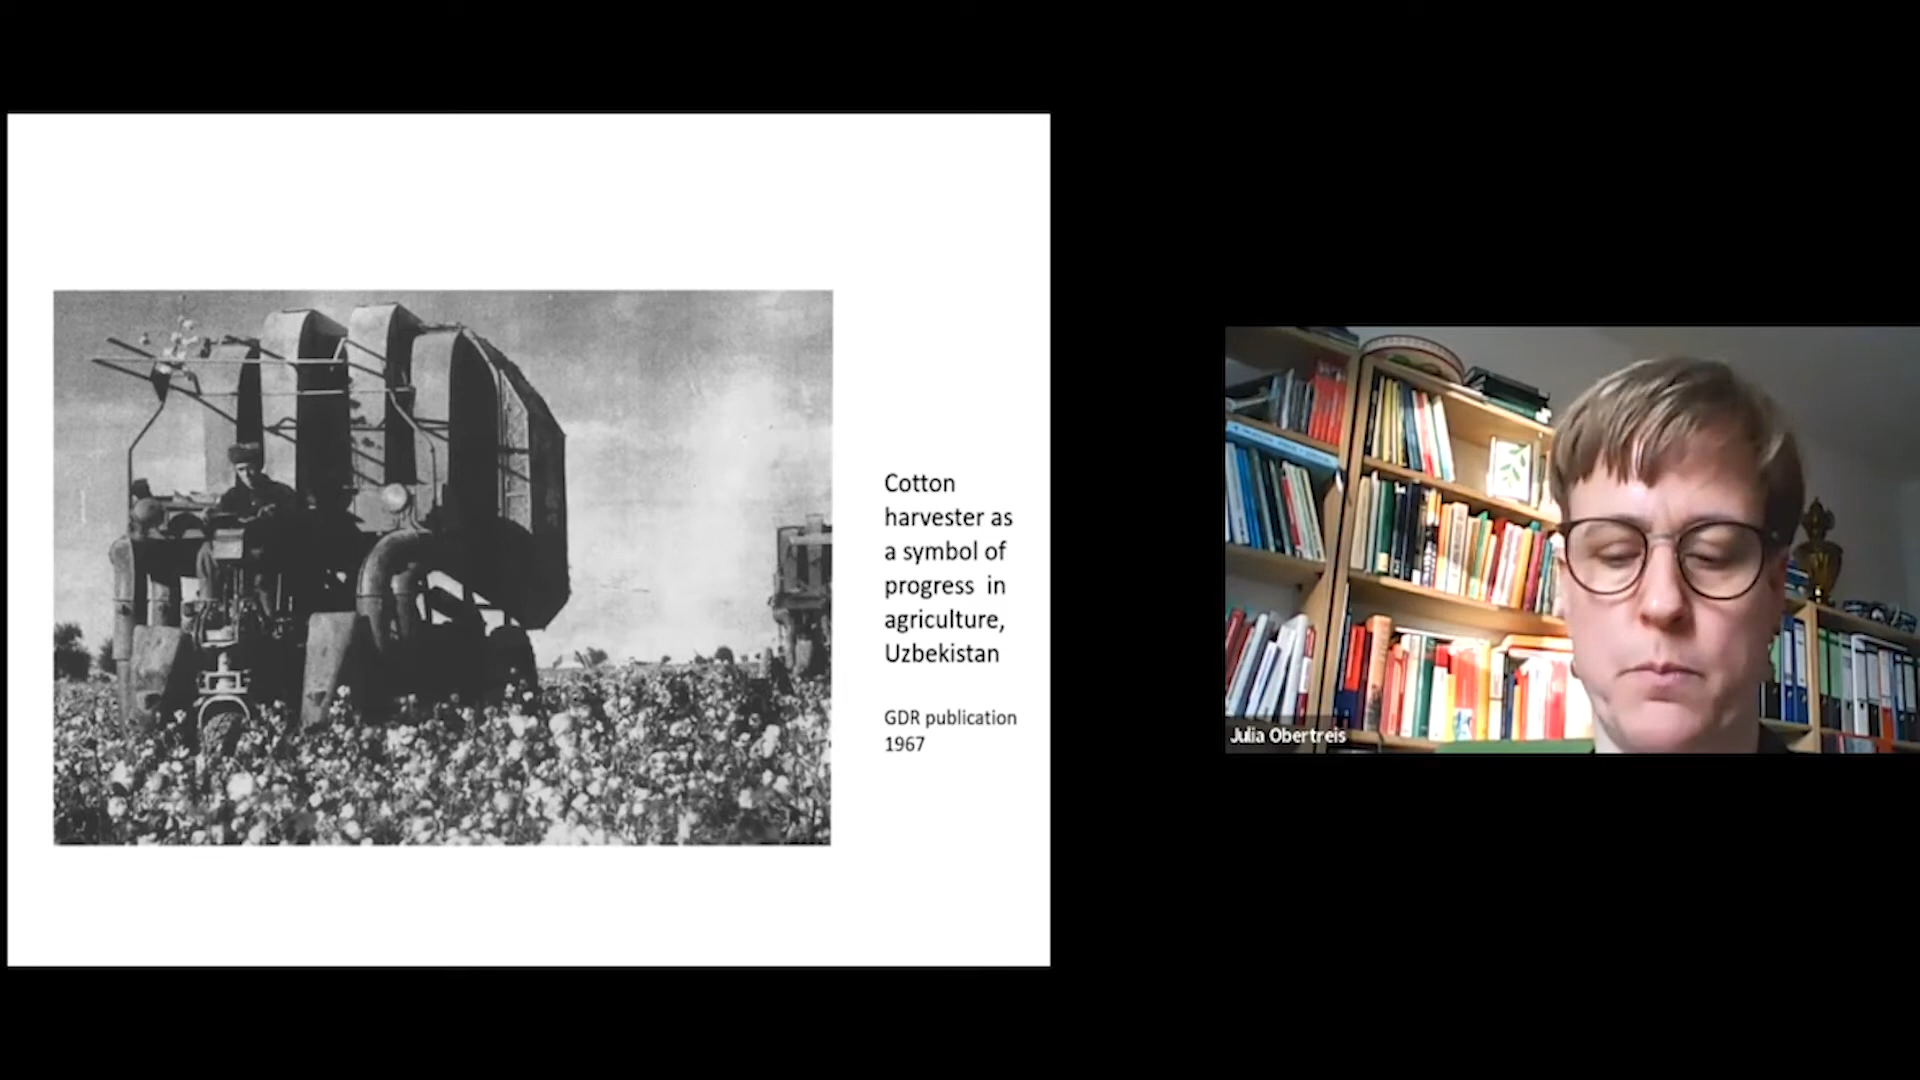 Cotton
harvester as
a symbol of
progress in
agriculture,
Uzbekistan
GDR publication
1967
Julia Obertreis